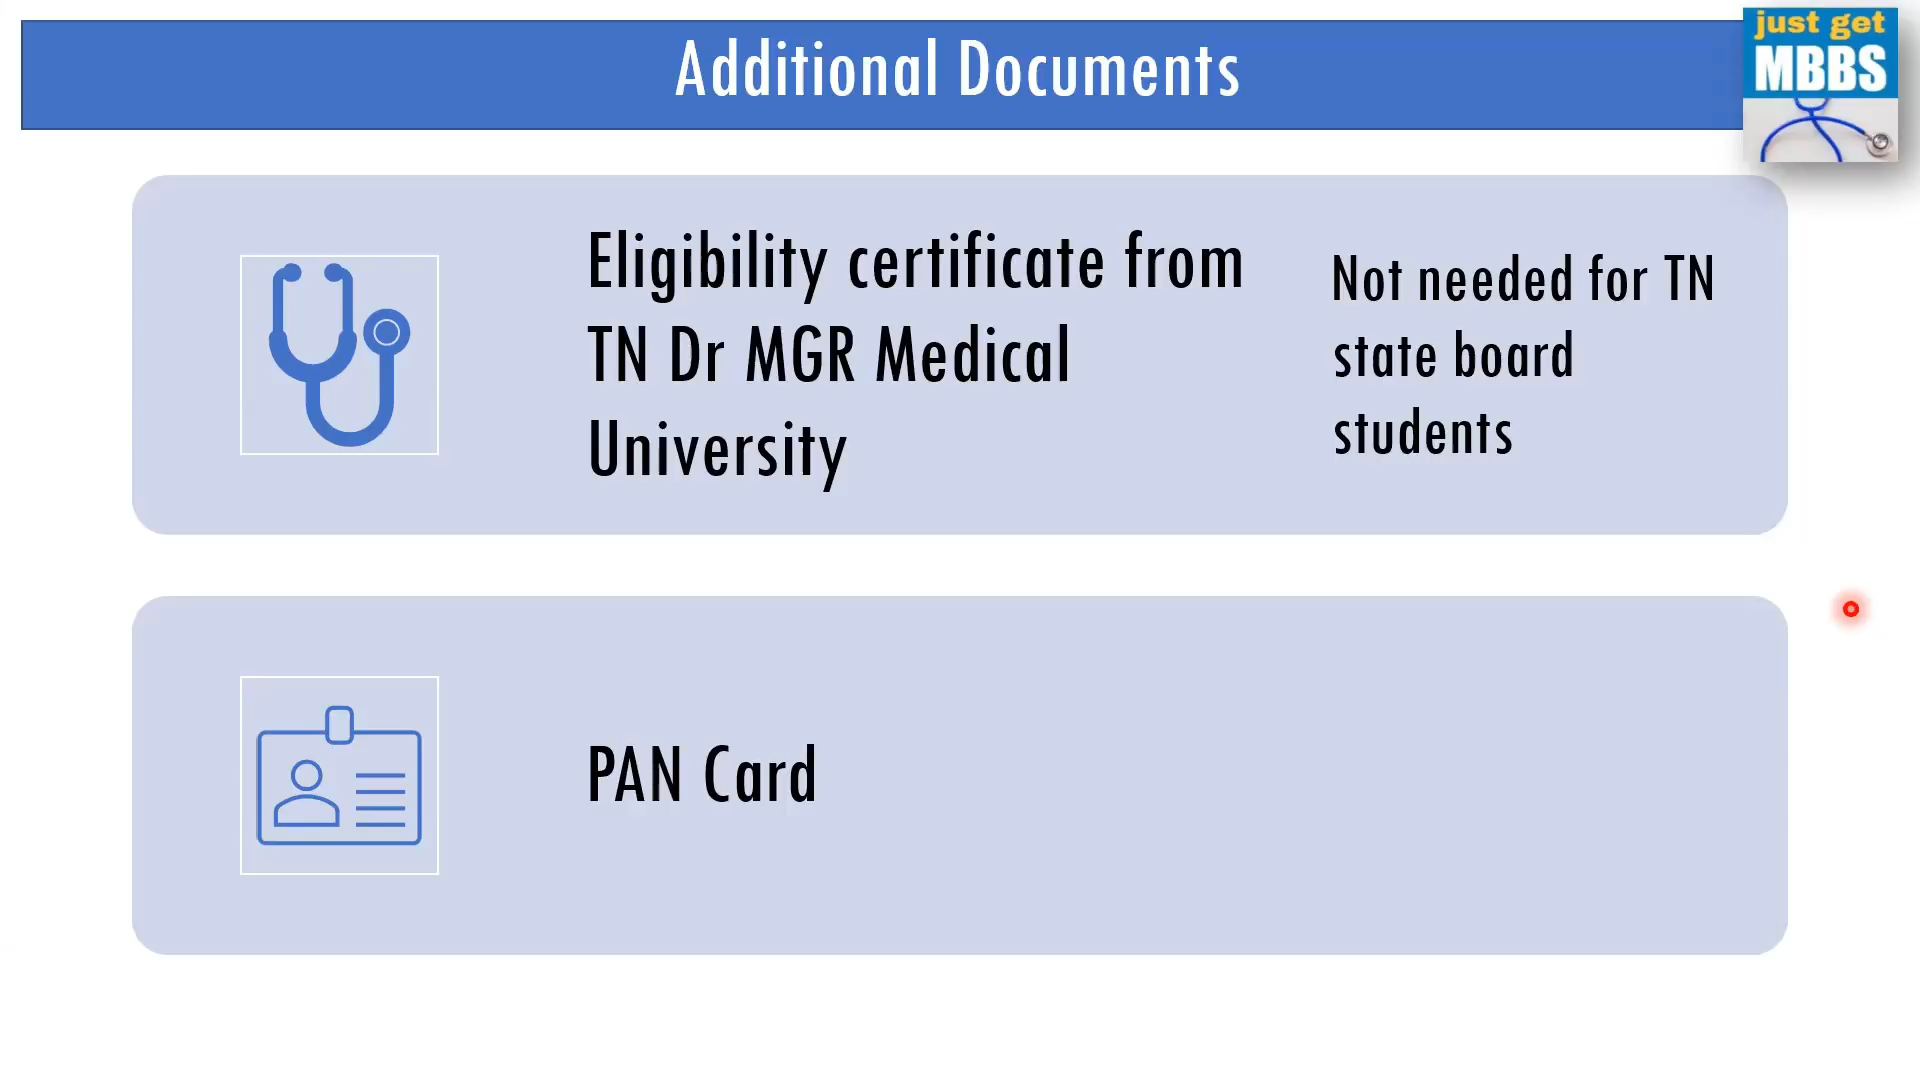 Additional Documents
just get
MBBS
Eligibility certificate from
TN Dr MGR Medical
University
Not needed for TN
state board
students
PAN Card